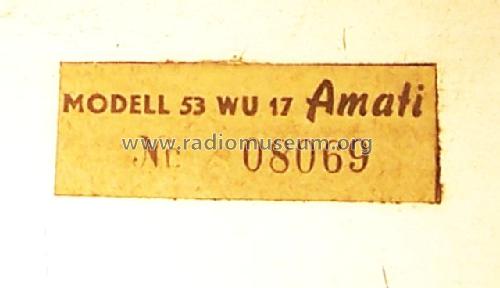 MODELL 53 WU 17 Amati
www.radiomuseum.org
Nr 08069